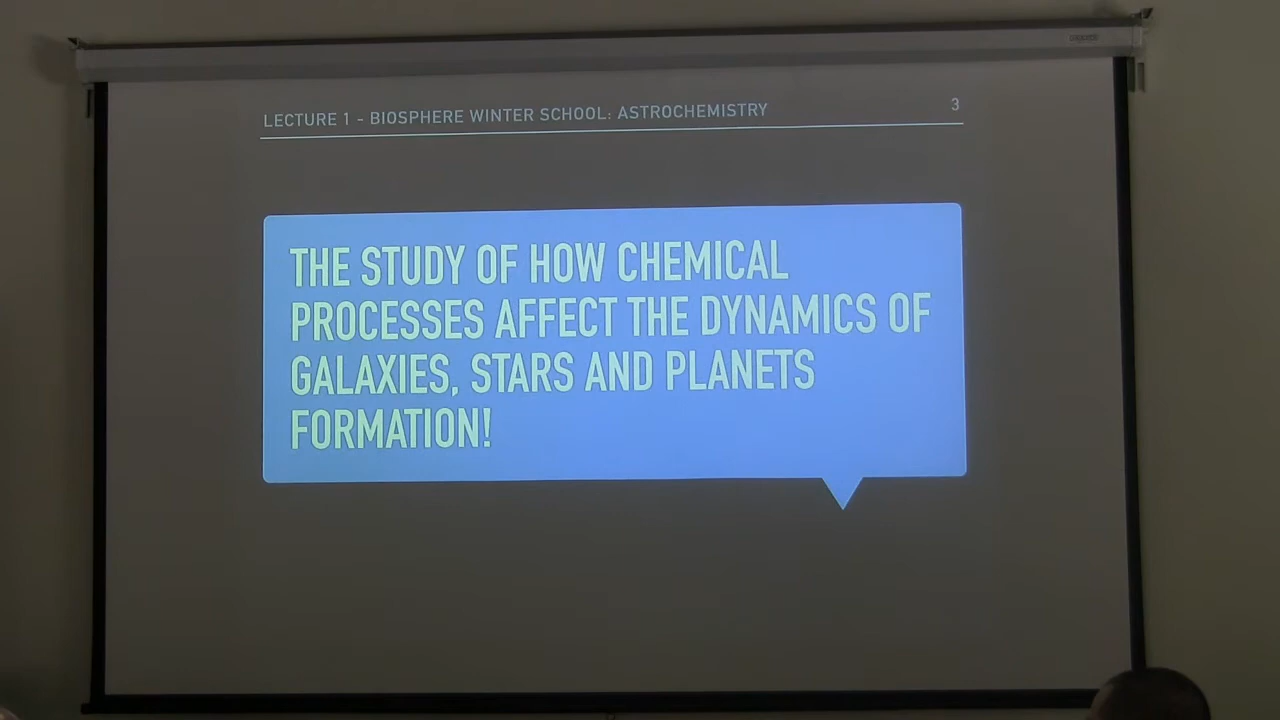 LECTURE 1 - BIOSPHERE WINTER SCHOOL: ASTROCHEMISTRY 3
THE STUDY OF HOW CHEMICAL
PROCESSES AFFECT THE DYNAMICS OF
GALAXIES, STARS AND PLANETS
FORMATION!